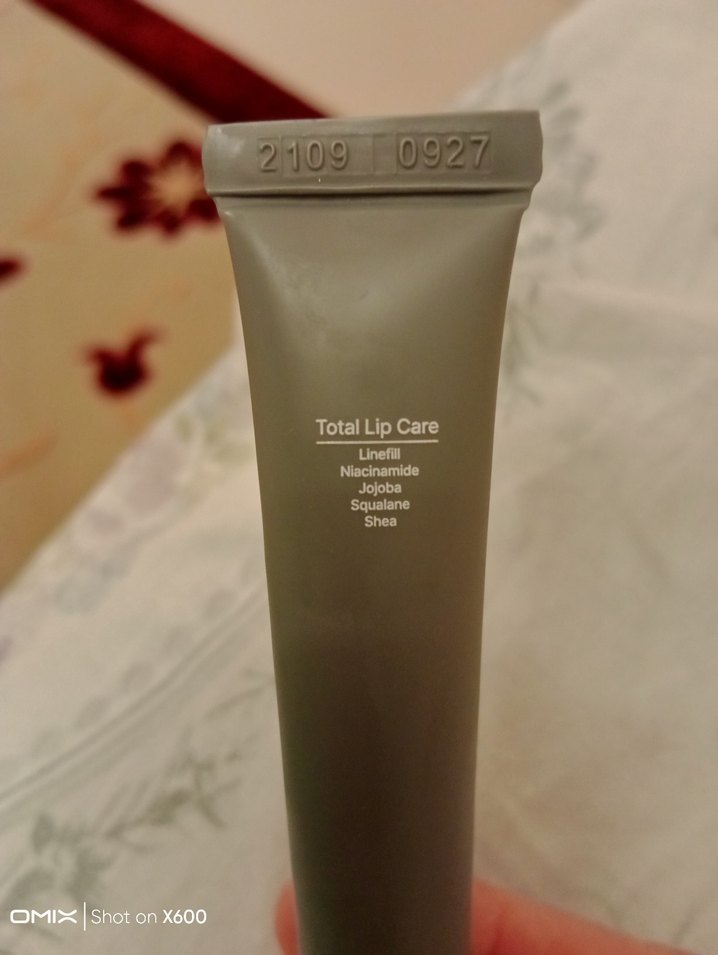 2109 0927
Total Lip Care
Linefill
Niacinamide
Jojoba
Squalane
Shea
OMIX Shot on X600